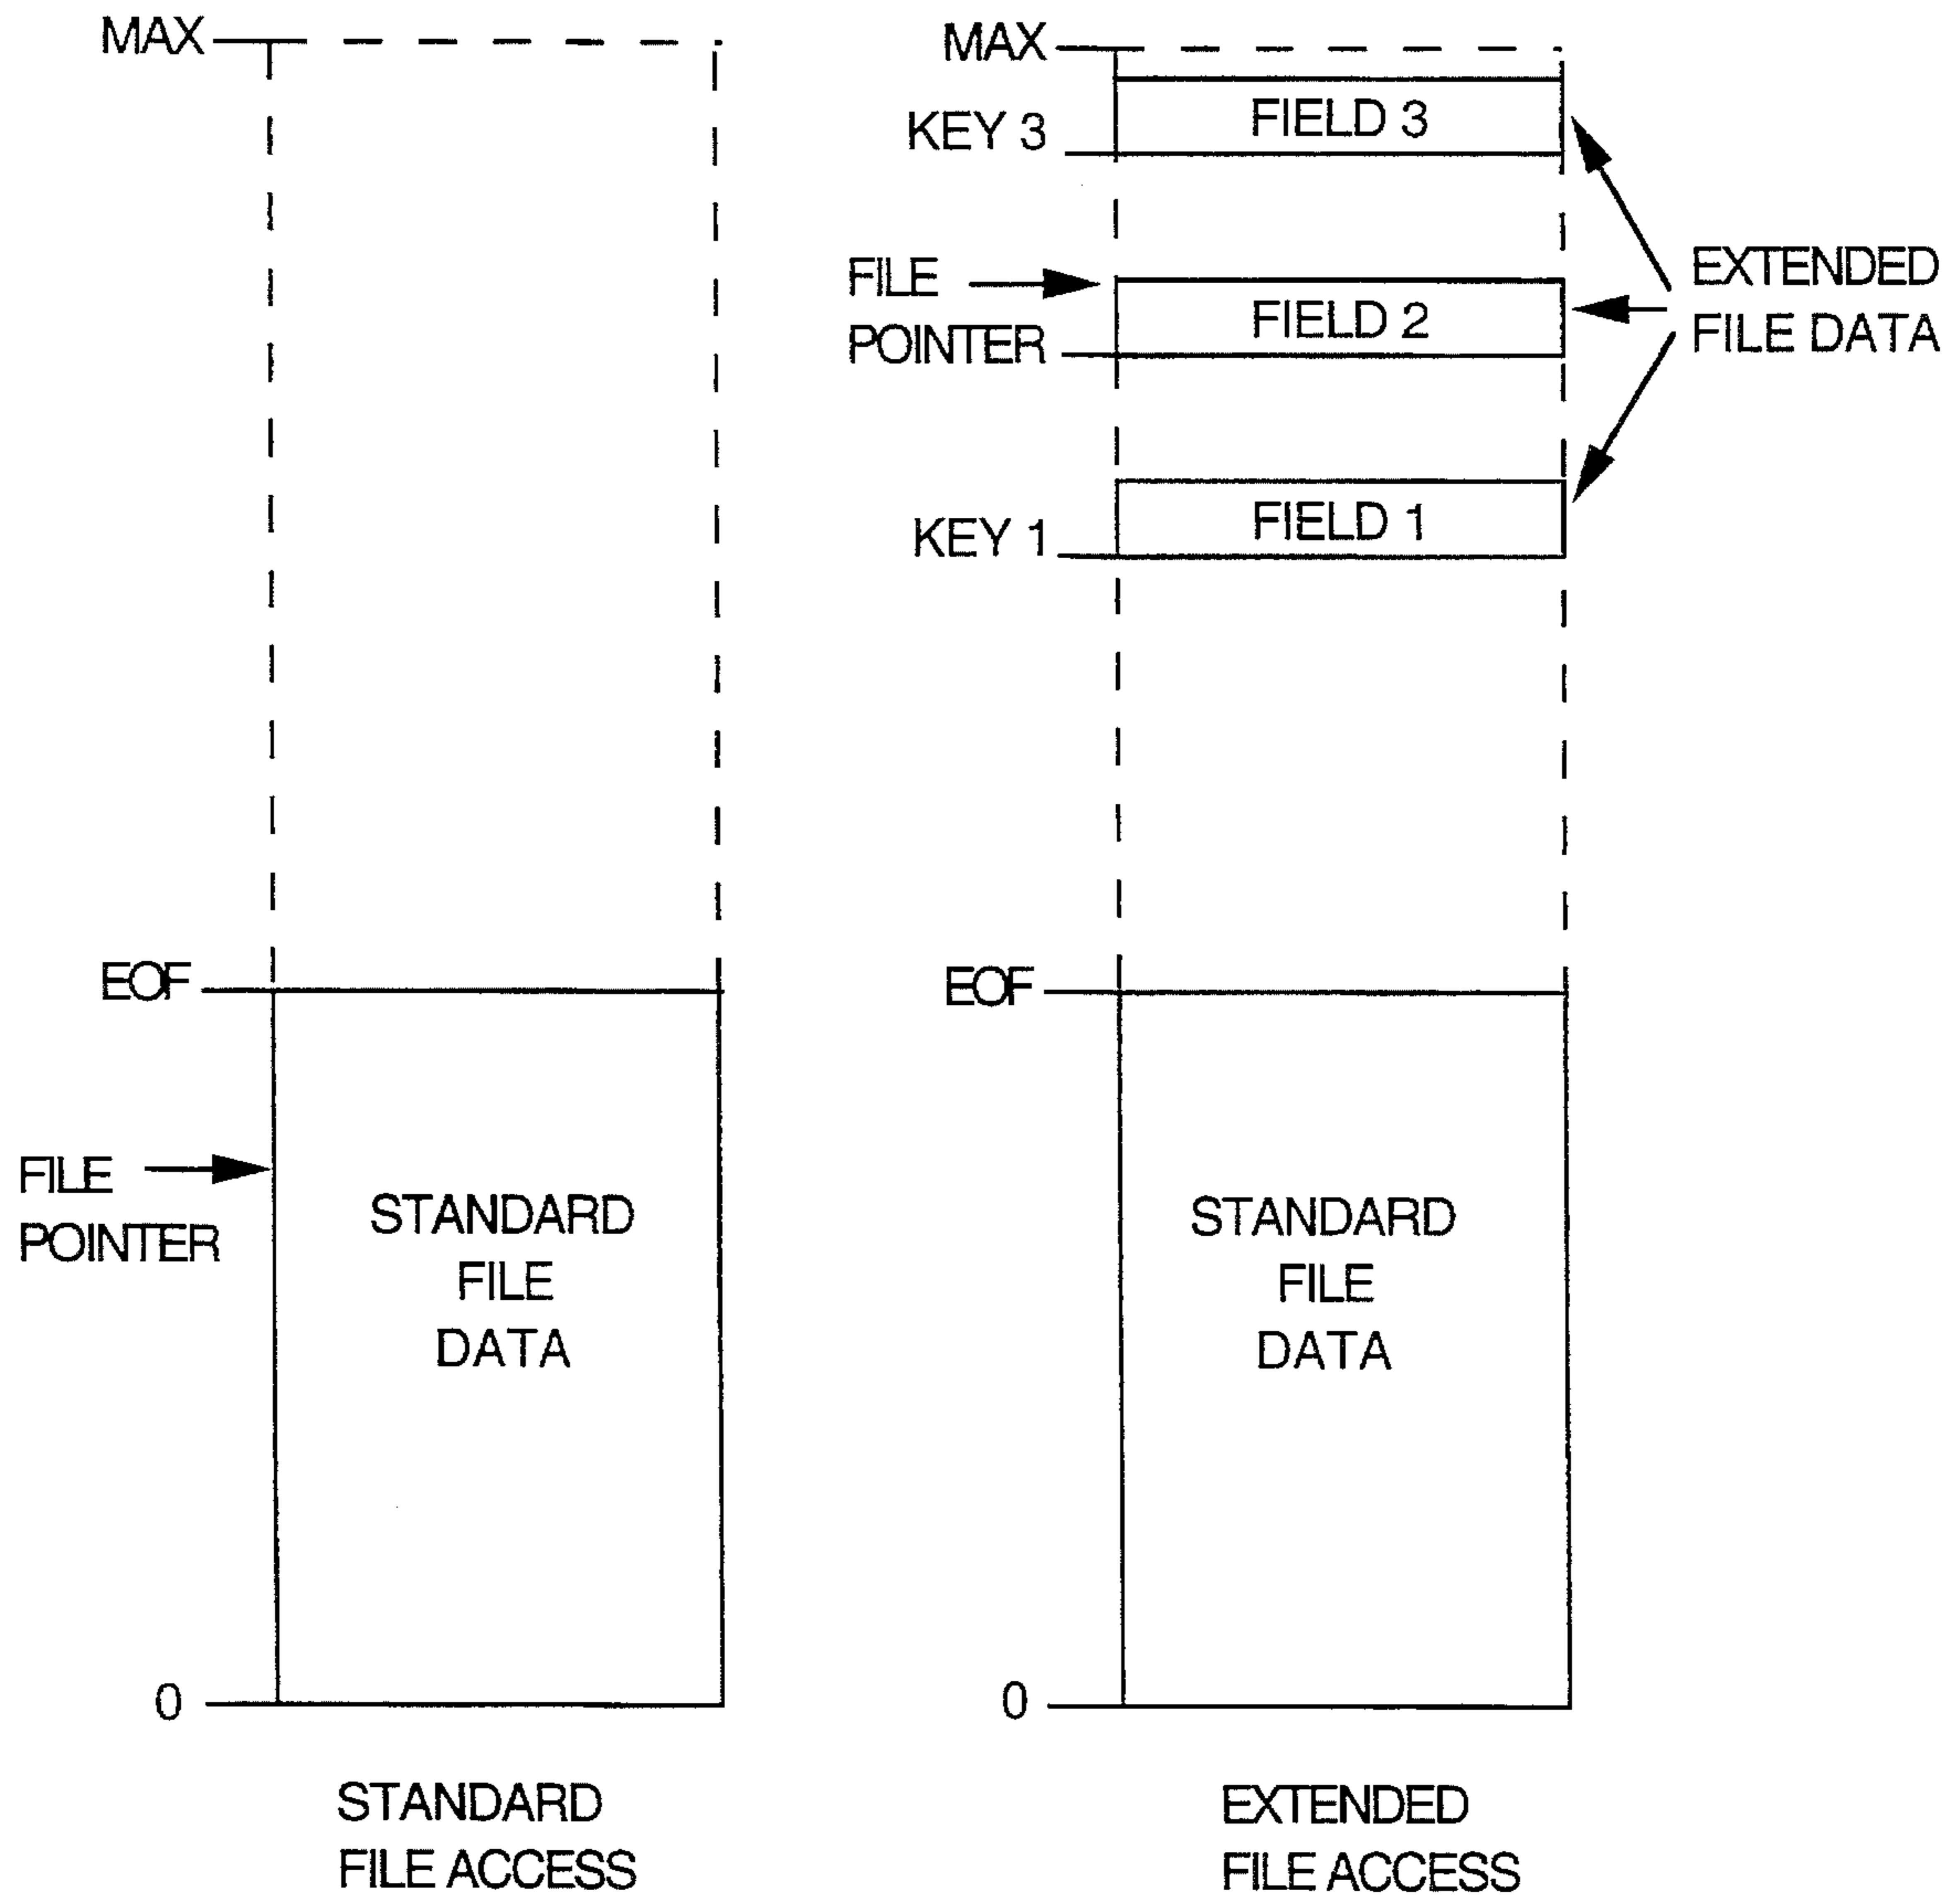 MAX
EOF
FILE
POINTER
STANDARD
FILE
DATA
0
STANDARD
FILE ACCESS
MAX
KEY 3
FIELD 3
FILE
POINTER
FIELD 2
EXTENDED
FILE DATA
KEY 1
FIELD 1
EOF
STANDARD
FILE
DATA
0
EXTENDED
FILE ACCESS